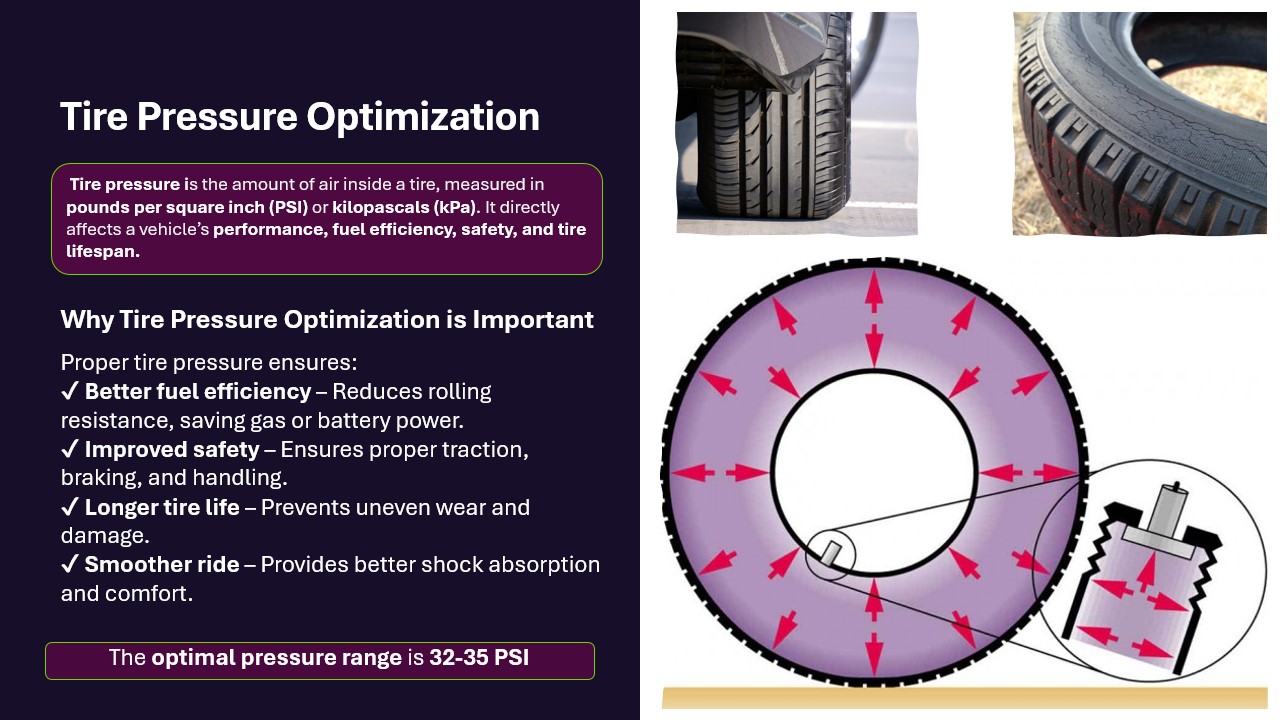 Tire Pressure Optimization
Tire pressure is the amount of air inside a tire, measured in
pounds per square inch (PSI) or kilopascals (kPa). It directly
affects a vehicle’s performance, fuel efficiency, safety, and tire
lifespan.
Why Tire Pressure Optimization is Important
Proper tire pressure ensures:
✓ Better fuel efficiency – Reduces rolling
resistance, saving gas or battery power.
✓ Improved safety – Ensures proper traction,
braking, and handling.
✓ Longer tire life – Prevents uneven wear and
damage.
✓ Smoother ride – Provides better shock absorption
and comfort.
The optimal pressure range is 32-35 PSI